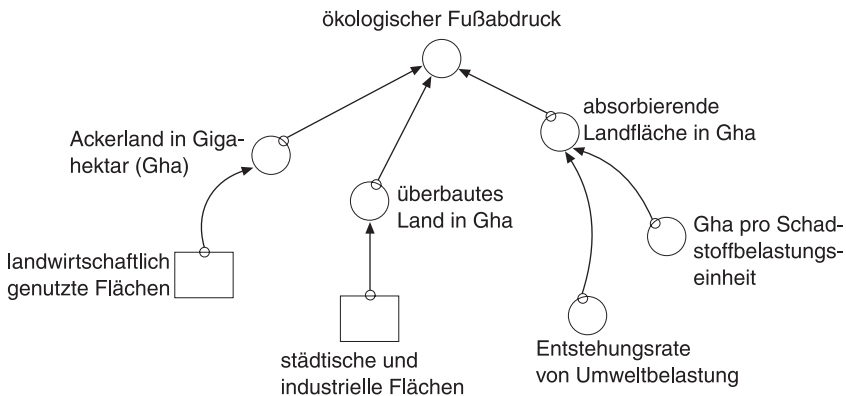 ökologischer Fußabdruck
absorbierende
Landfläche in Gha
Ackerland in Giga-
hektar (Gha)
überbautes
Land in Gha
Gha pro Schad-
stoffbelastungs-
einheit
landwirtschaftlich
genutzte Flächen
städtische und
industrielle Flächen
Entstehungsrate
von Umweltbelastung